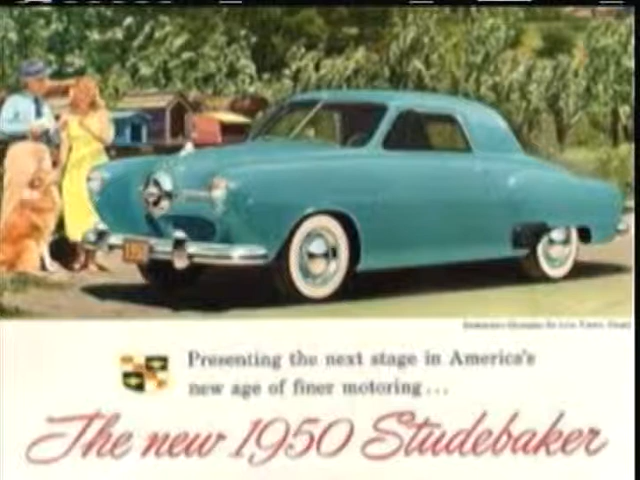 Presenting the next stage in America's
new age of finer motoring...
The new 1950 Studebaker